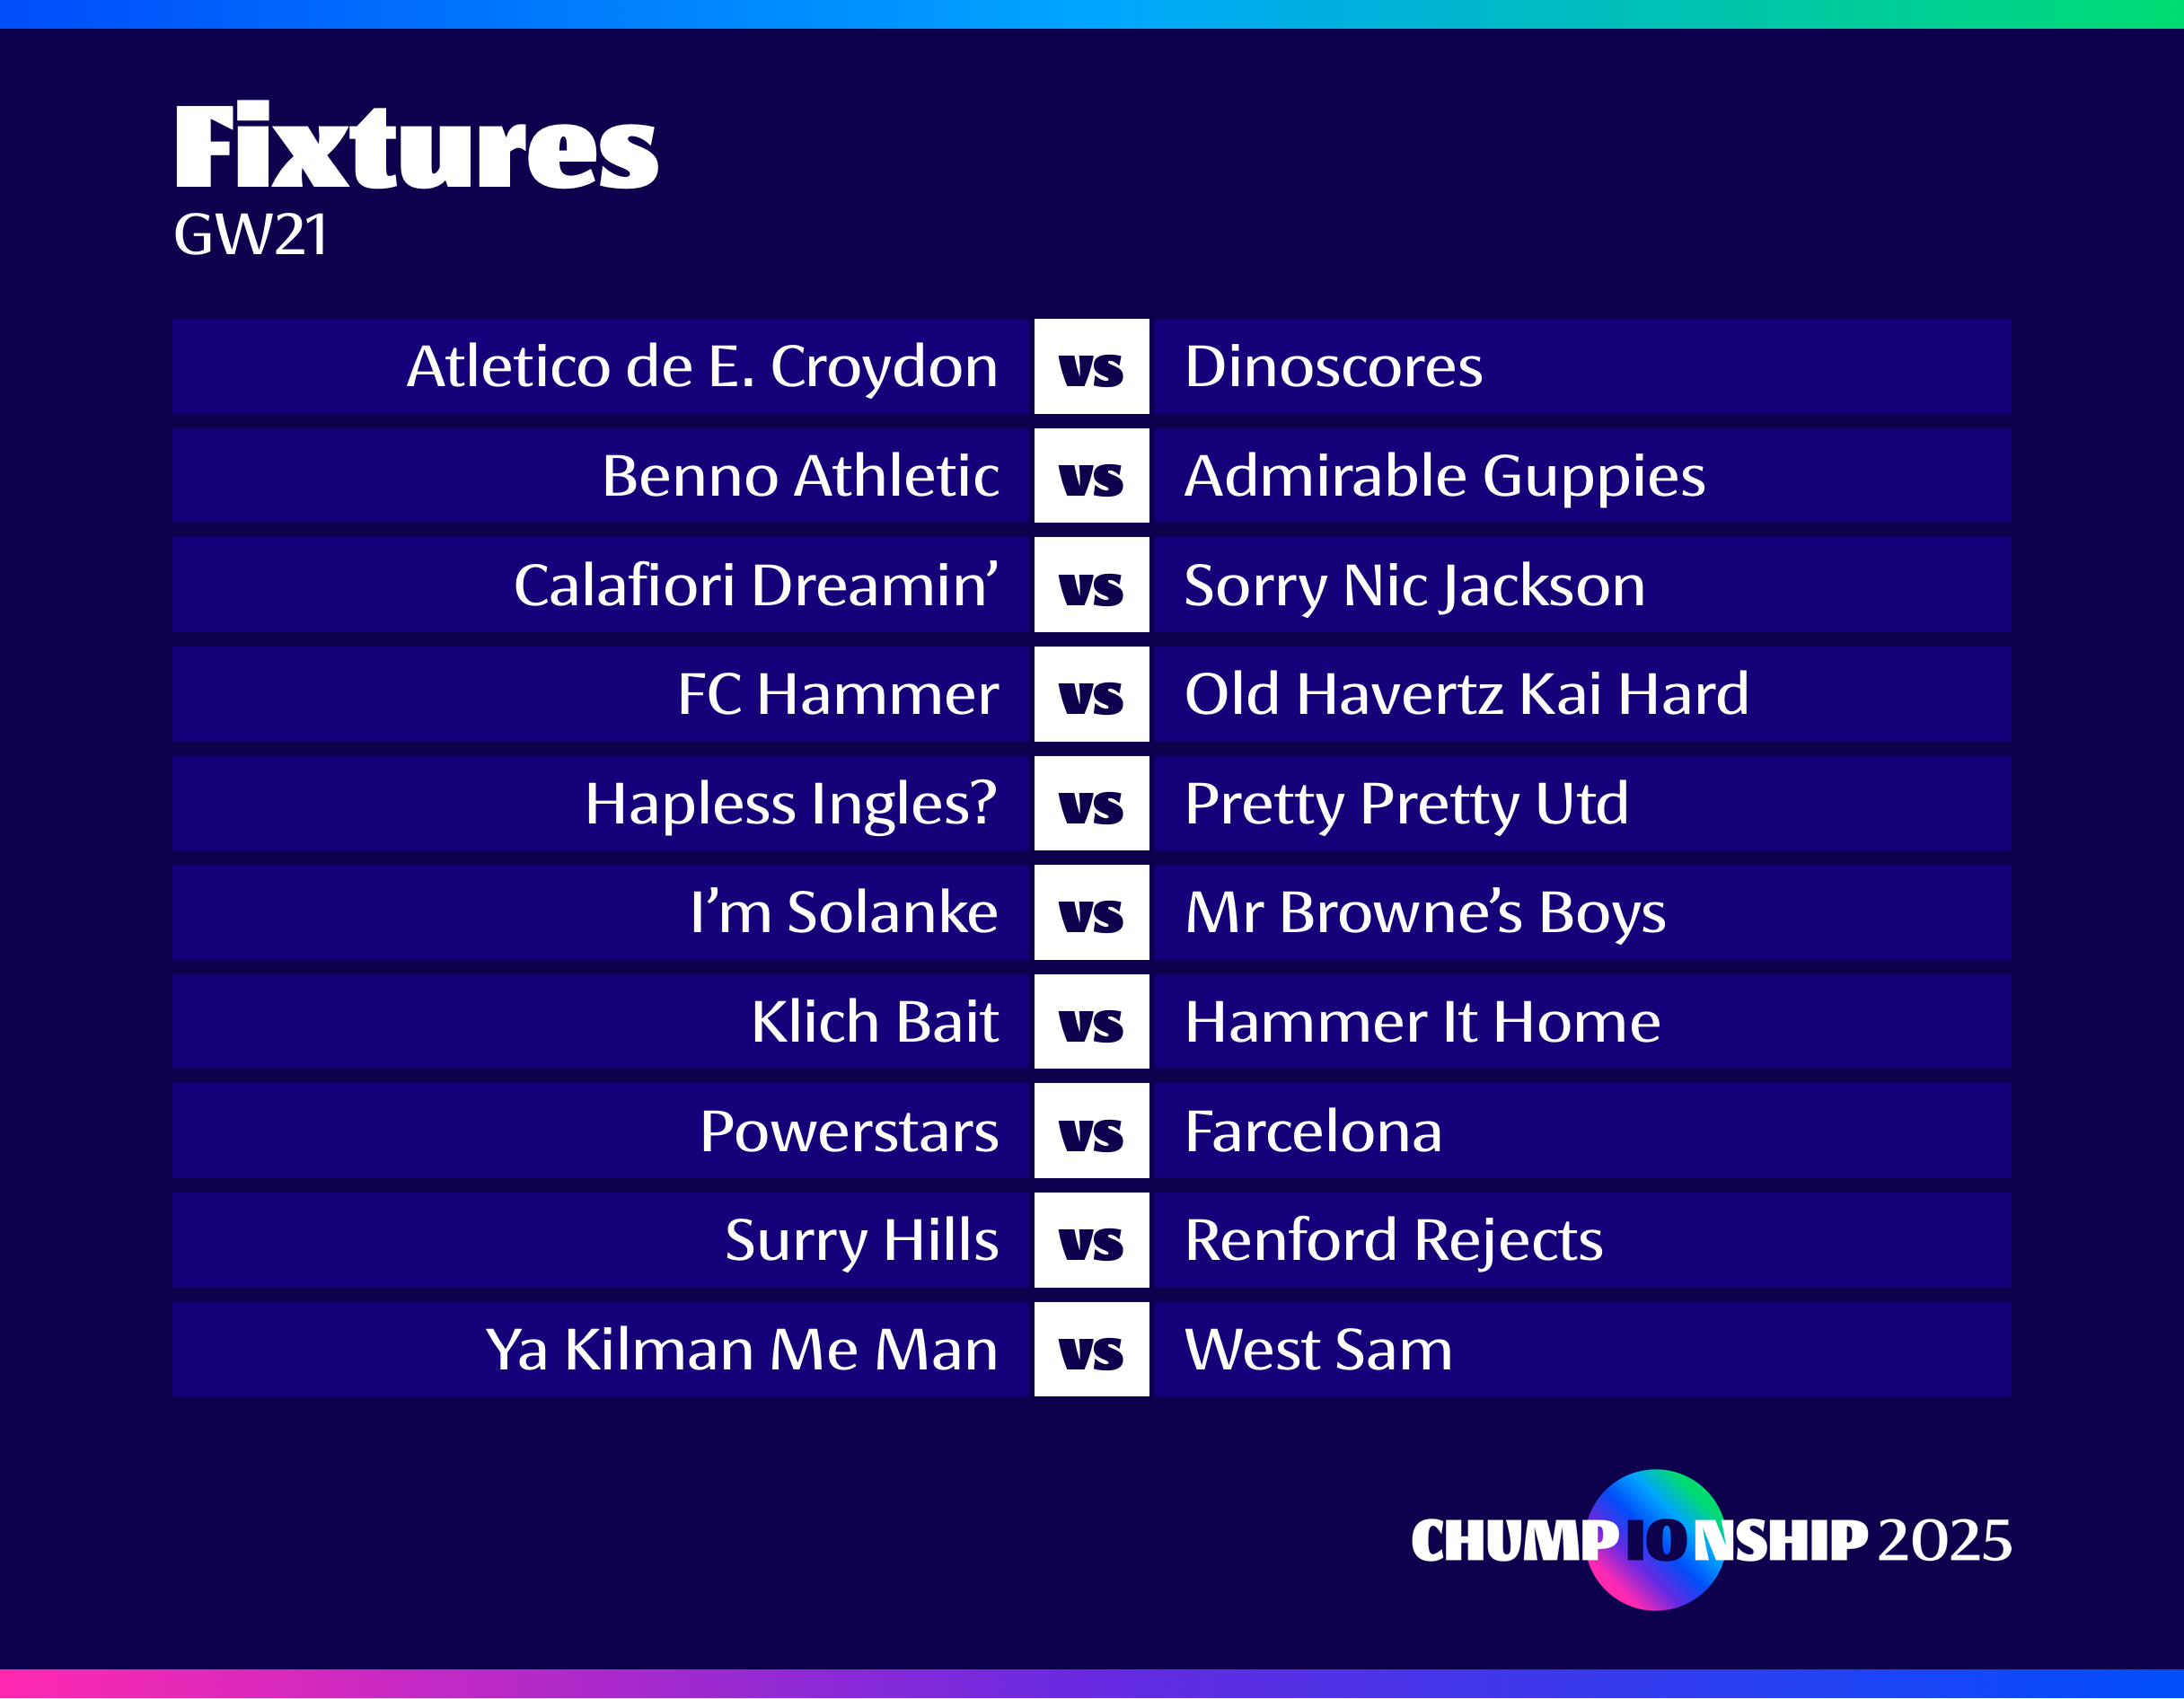 Fixtures
GW21
Atletico de E. Croydon vs Dinoscores
Benno Athletic vs Admirable Guppies
Calafiori Dreamin’ vs Sorry Nic Jackson
FC Hammer vs Old Havertz Kai Hard
Hapless Ingles? vs Pretty Pretty Utd
I’m Solanke vs Mr Browne’s Boys
Klich Bait vs Hammer It Home
Powerstars vs Farcelona
Surry Hills vs Renford Rejects
Ya Kilman Me Man vs West Sam
CHUMPIONSHIP 2025